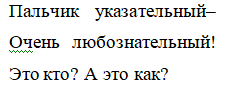 Пальчик указательный–
Очень любознательный!
Это кто? А это как?